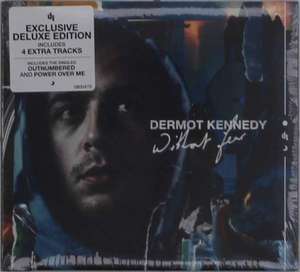 EXCLUSIVE
DELUXE EDITION
INCLUDES
4 EXTRA TRACKS
INCLUDES THE SINGLES
OUTNUMBERED
AND POWER OVER ME
DERMOT KENNEDY
Without fear